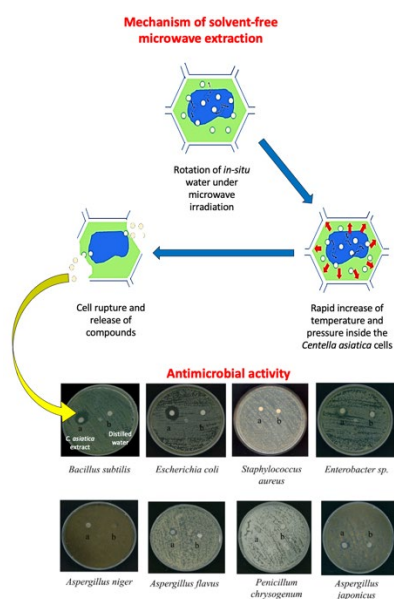 Mechanism of solvent-free
microwave extraction
Rotation of in-situ
water under
microwave
irradiation
Cell rupture and
release of
compounds
Rapid increase of
temperature and
pressure inside the
Centella asiatica cells
Antimicrobial activity
a
b
C. asiatica
extract
Distilled
water
a
b
a
b
a
b
Bacillus subtilis
Escherichia coli
Staphylococcus
aureus
Enterobacter sp.
a
b
a
b
a
b
a
b
Aspergillus niger
Aspergillus flavus
Penicillum
chrysogenum
Aspergillus
japonicus